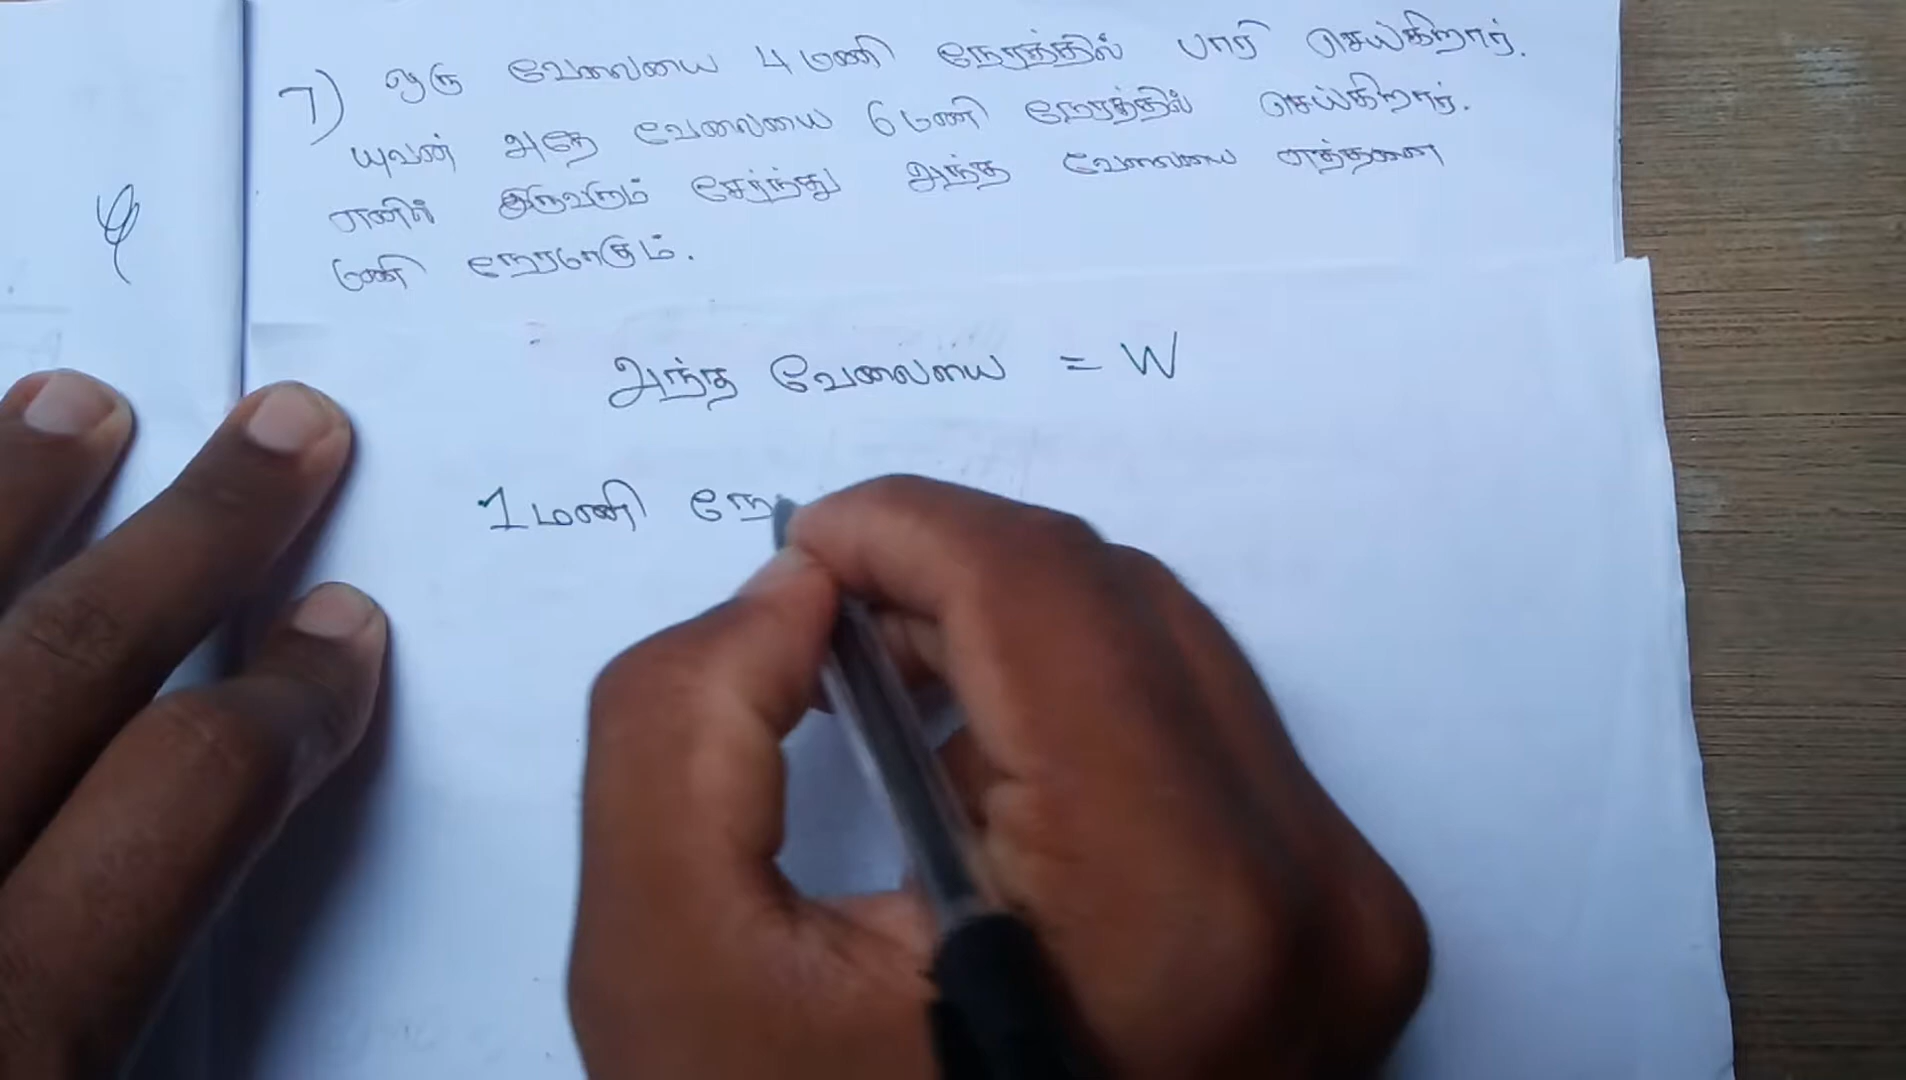 7) ஒரு வேலையை 4 மணி நேரத்தில் பாரி செய்கிறார்.
யுவன் அதே வேலையை 6 மணி நேரத்தில் செய்கிறார்.
எனில் இருவரும் சேர்ந்து அந்த வேலையை எத்தனை
மணி நேரமாகும்.
அந்த வேலையை = W
1 மணி நே